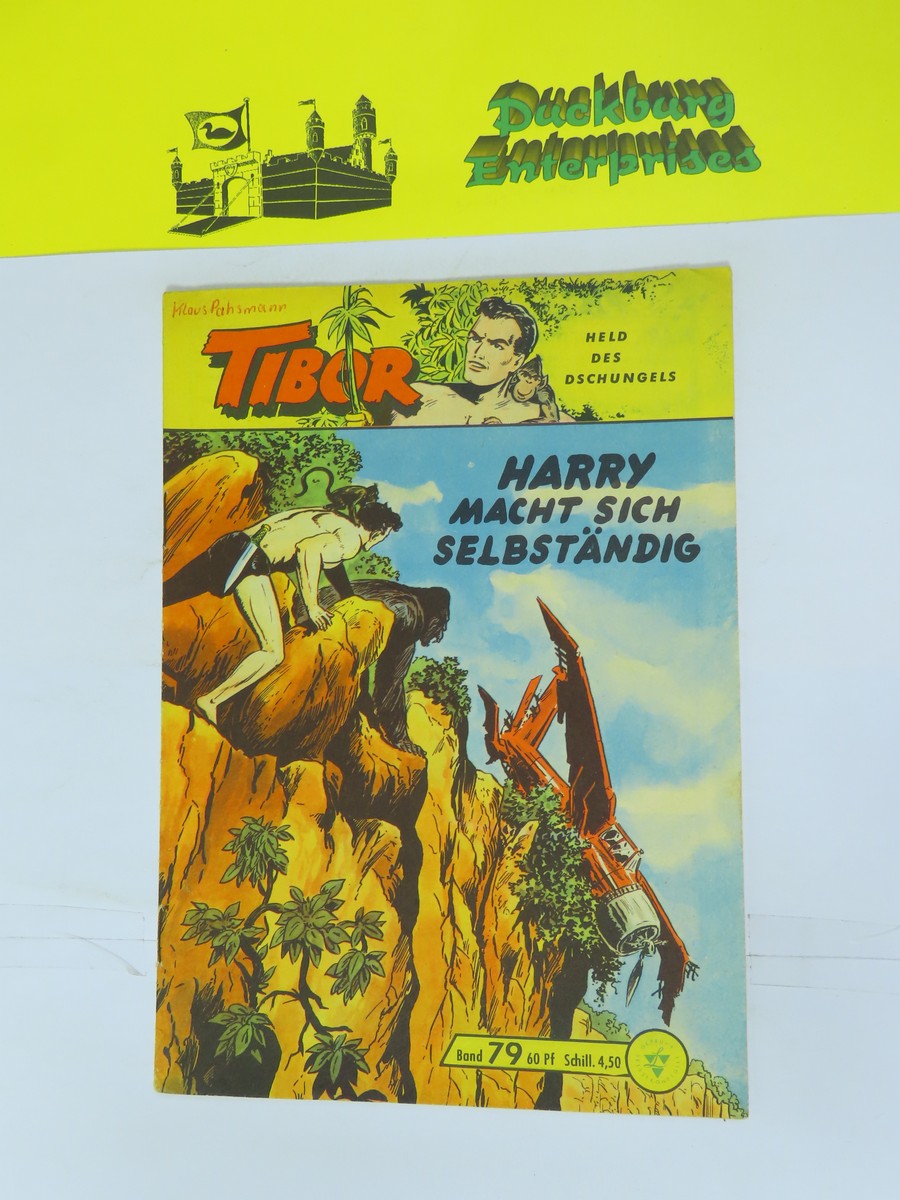 Duckburg
Enterprises
Klaus Pahsmann
TIBOR
HELD
DES
DSCHUNGELS
HARRY
MACHT SICH
SELBSTÄNDIG
Band 79 60 Pf Schill. 4,50